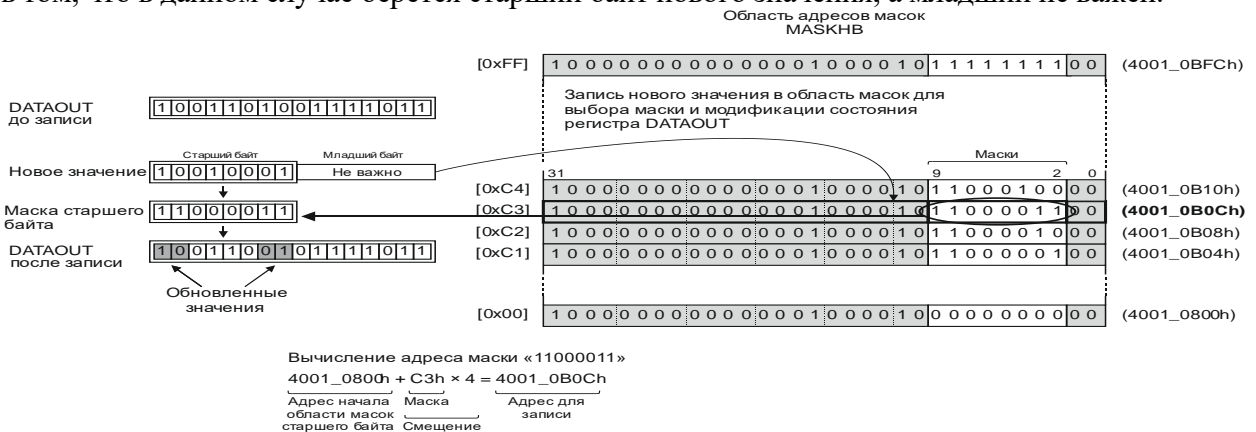 в том, что в данном случае берется старший байт нового значения, а младший не важен.
Область адресов масок
MASKHB
[0xFF] 1 0 0 0 0 0 0 0 0 0 0 0 0 0 1 0 0 0 0 1 0 1 1 1 1 1 1 1 1 0 0 (4001_0BFCh)
Запись нового значения в область масок для
выбора маски и модификации состояния
регистра DATAOUT
DATAOUT
до записи
1 0 0 1 1 0 1 0 0 1 1 1 1 0 1 1
Старший байт Младший байт
Новое значение 1 0 0 1 0 0 0 1 Не важно
Маски
31 9 2 0
[0xC4] 1 0 0 0 0 0 0 0 0 0 0 0 0 0 1 0 0 0 0 1 0 1 1 0 0 0 1 0 0 0 0 (4001_0B10h)
Маска старшего
байта
1 1 0 0 0 0 1 1
[0xC3] 1 0 0 0 0 0 0 0 0 0 0 0 0 0 1 0 0 0 0 1 0 1 1 0 0 0 0 1 1 0 0 (4001_0B0Ch)
[0xC2] 1 0 0 0 0 0 0 0 0 0 0 0 0 0 1 0 0 0 0 1 0 1 1 0 0 0 0 1 0 0 0 (4001_0B08h)
DATAOUT
после записи
1 0 0 1 1 0 0 1 0 1 1 1 1 0 1 1
[0xC1] 1 0 0 0 0 0 0 0 0 0 0 0 0 0 1 0 0 0 0 1 0 1 1 0 0 0 0 0 1 0 0 (4001_0B04h)
Обновленные
значения
[0x00] 1 0 0 0 0 0 0 0 0 0 0 0 0 0 1 0 0 0 0 1 0 0 0 0 0 0 0 0 0 0 0 (4001_0800h)
Вычисление адреса маски «11000011»
4001_0800h + C3h × 4 = 4001_0B0Ch
Адрес начала Маска Адрес для
области масок записи
старшего байта Смещение